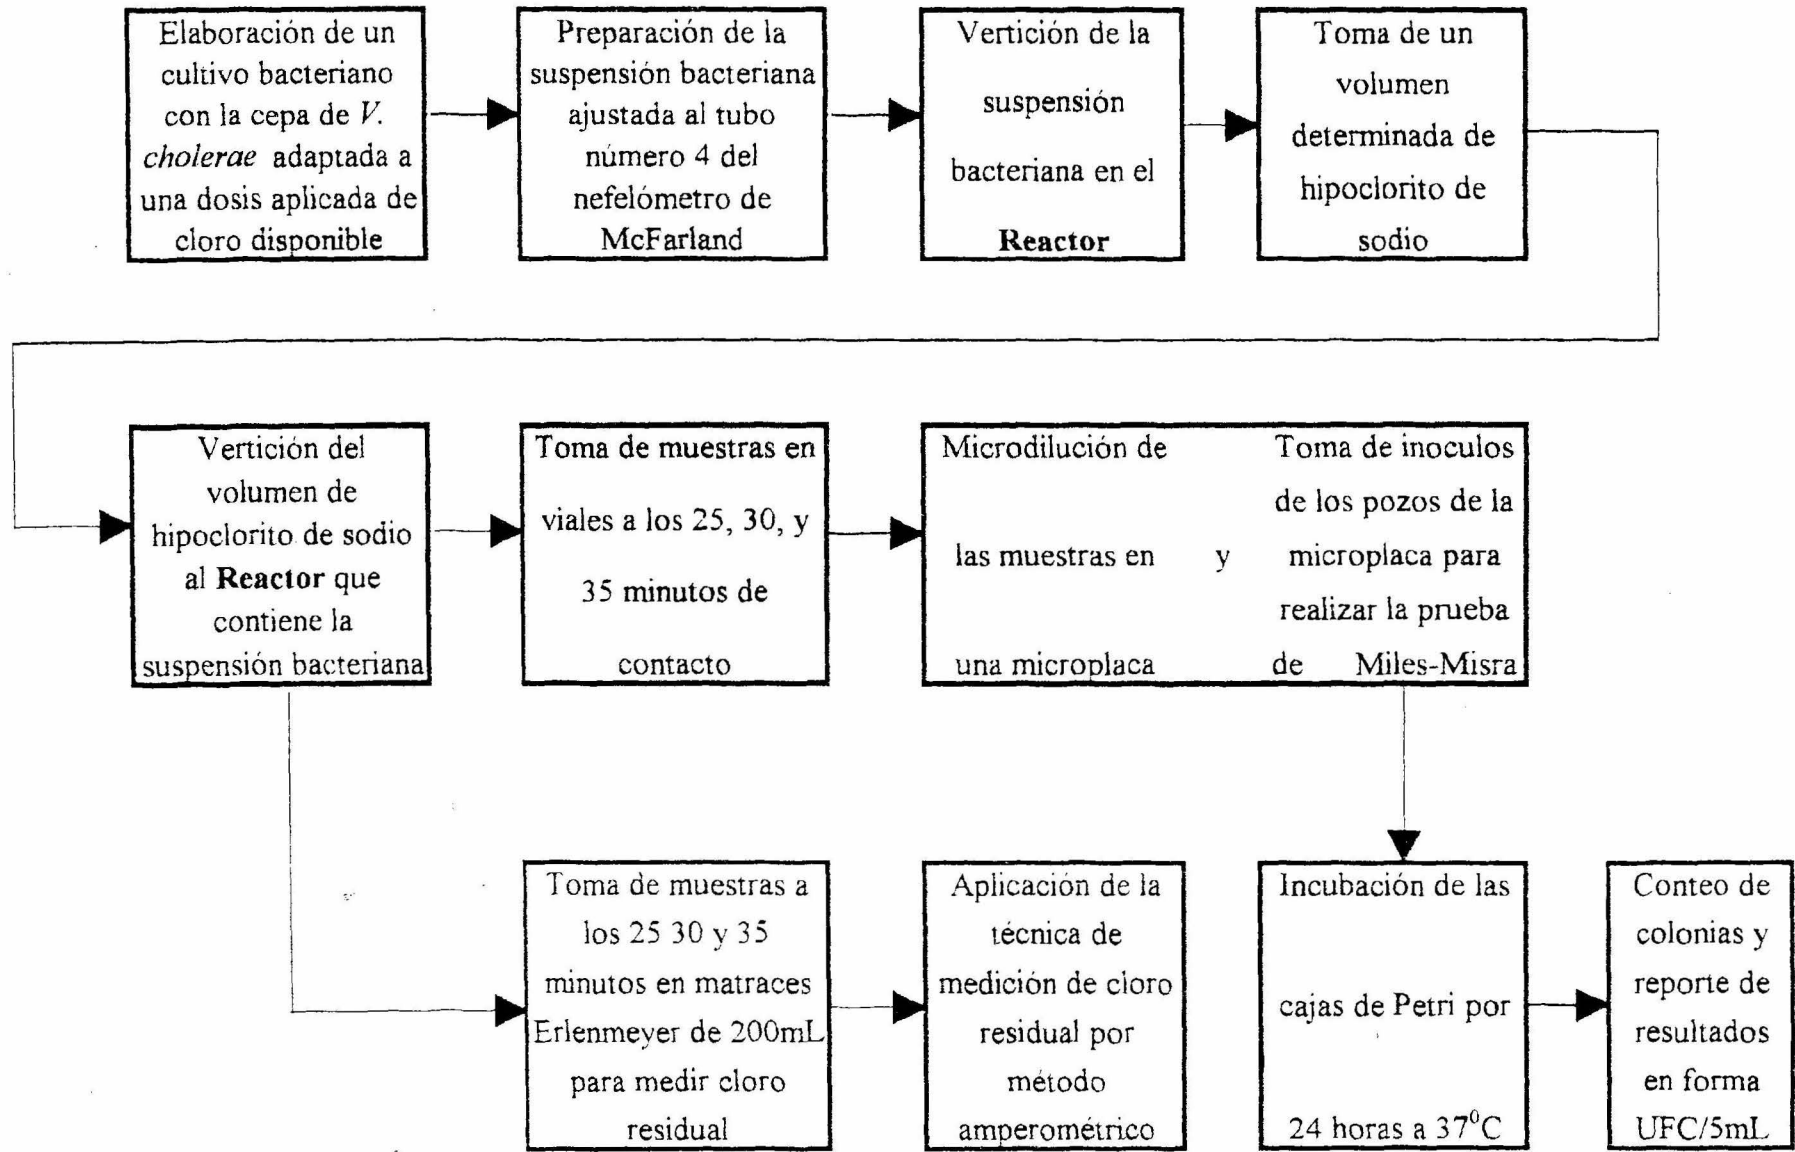 Elaboración de un
cultivo bacteriano
con la cepa de V.
cholerae adaptada a
una dosis aplicada de
cloro disponible
Preparación de la
suspensión bacteriana
ajustada al tubo
número 4 del
nefelómetro de
McFarland
Vertición de la
suspensión
bacteriana en el
Reactor
Toma de un
volumen
determinada de
hipoclorito de
sodio
Vertición del
volumen de
hipoclorito de sodio
al Reactor que
contiene la
suspensión bacteriana
Toma de muestras en
viales a los 25, 30, y
35 minutos de
contacto
Microdilución de
las muestras en
una microplaca
y
Toma de inoculos
de los pozos de la
microplaca para
realizar la prueba
de Miles-Misra
Toma de muestras a
los 25 30 y 35
minutos en matraces
Erlenmeyer de 200mL
para medir cloro
residual
Aplicación de la
técnica de
medición de cloro
residual por
método
amperométrico
Incubación de las
cajas de Petri por
24 horas a 37⁰C
Conteo de
colonias y
reporte de
resultados
en forma
UFC/5mL